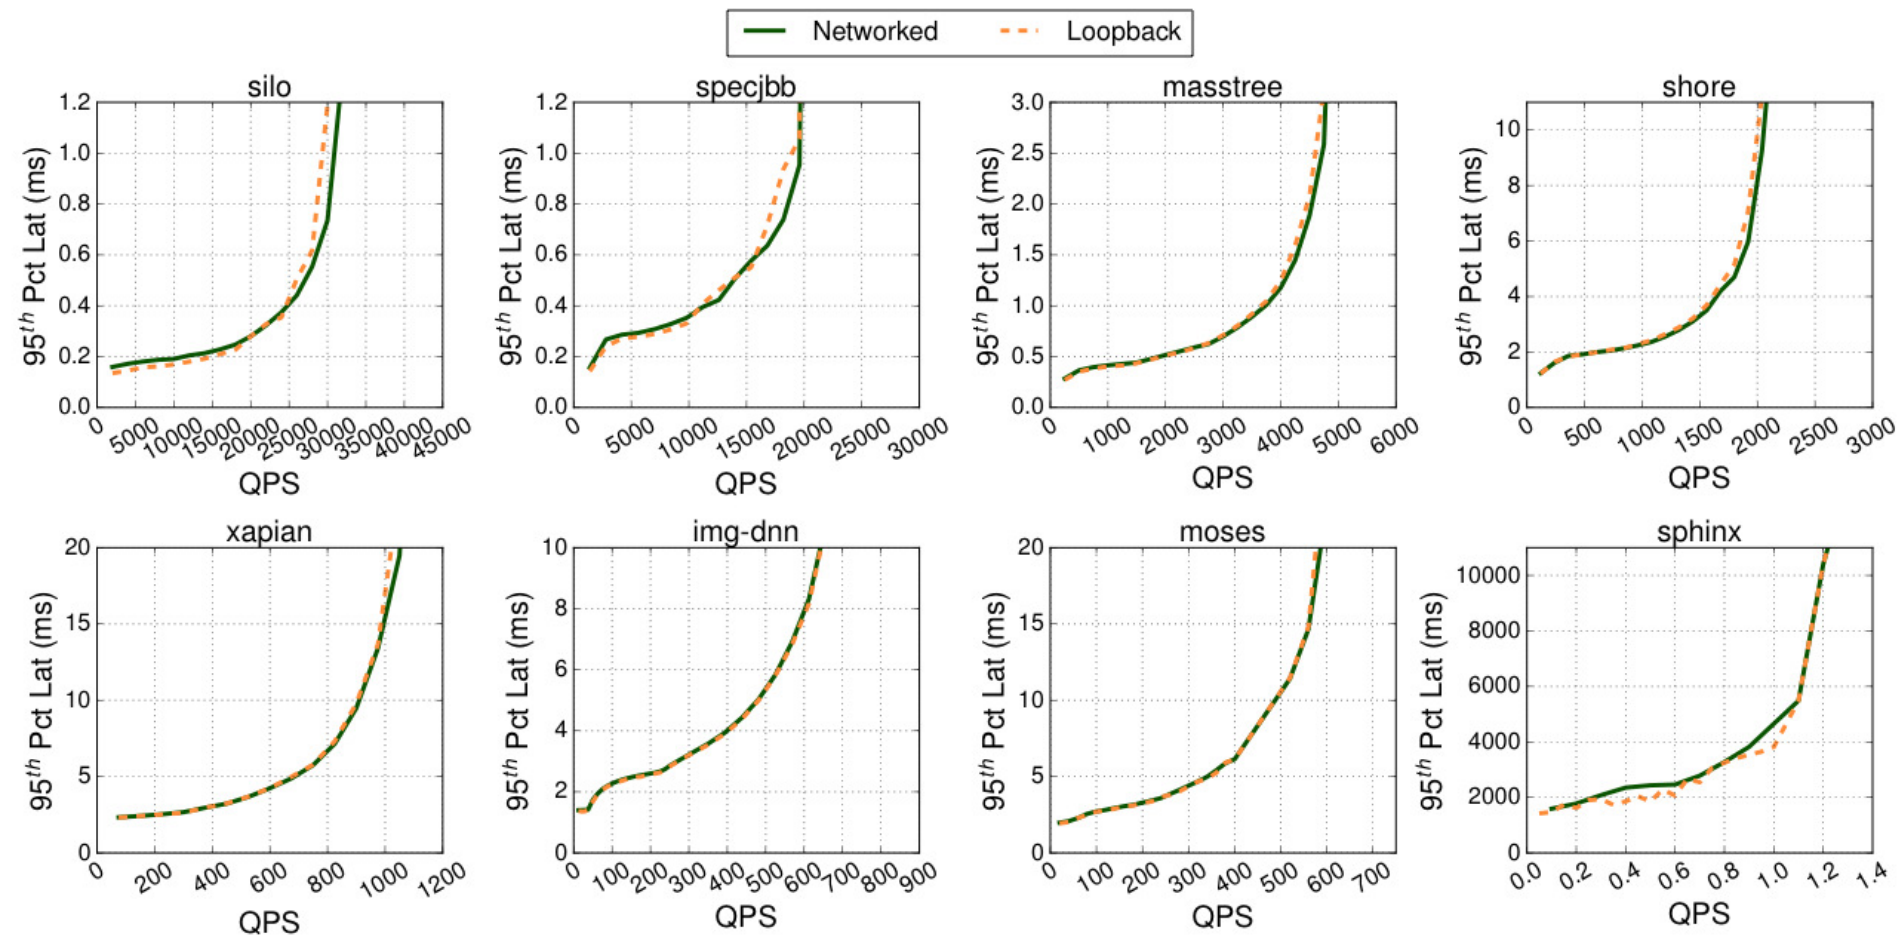 Networked Loopback
silo
95th Pct Lat (ms)
1.2
1.0
0.8
0.6
0.4
0.2
0.0
0 5000 10000 15000 20000 25000 30000 35000 40000 45000
QPS
specjbb
95th Pct Lat (ms)
1.2
1.0
0.8
0.6
0.4
0.2
0.0
0 5000 10000 15000 20000 25000 30000
QPS
masstree
95th Pct Lat (ms)
3.0
2.5
2.0
1.5
1.0
0.5
0.0
0 1000 2000 3000 4000 5000 6000
QPS
shore
95th Pct Lat (ms)
10
8
6
4
2
0
0 500 1000 1500 2000 2500 3000
QPS
xapian
95th Pct Lat (ms)
20
15
10
5
0
0 200 400 600 800 1000 1200
QPS
img-dnn
95th Pct Lat (ms)
10
8
6
4
2
0
0 100 200 300 400 500 600 700 800 900
QPS
moses
95th Pct Lat (ms)
20
15
10
5
0
0 100 200 300 400 500 600 700
QPS
sphinx
95th Pct Lat (ms)
10000
8000
6000
4000
2000
0
0.0 0.2 0.4 0.6 0.8 1.0 1.2 1.4
QPS